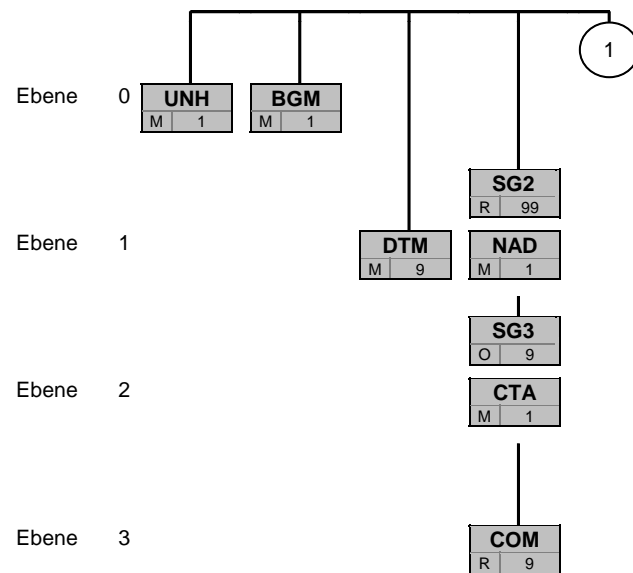 1
Ebene 0 UNH BGM
M 1 M 1
SG2
R 99
Ebene 1 DTM NAD
M 9 M 1
SG3
O 9
Ebene 2 CTA
M 1
Ebene 3 COM
R 9